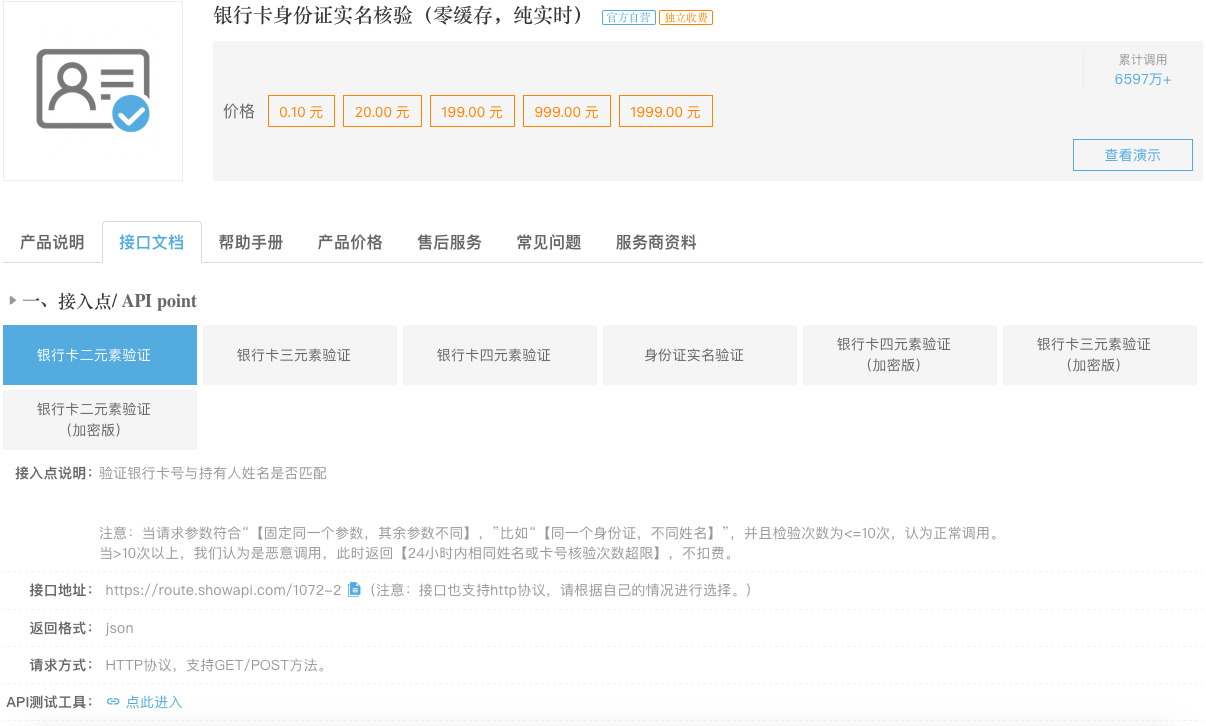 银行卡身份证实名核验（零缓存，纯实时） 官方自营 独立收费
累计调用
6597万+
价格 0.10 元 20.00 元 199.00 元 999.00 元 1999.00 元
查看演示
产品说明 接口文档 帮助手册 产品价格 售后服务 常见问题 服务商资料
一、接入点/ API point
银行卡二元素验证 银行卡三元素验证 银行卡四元素验证 身份证实名验证 银行卡四元素验证 银行卡三元素验证
（加密版） （加密版）
银行卡二元素验证
（加密版）
接入点说明： 验证银行卡号与持有人姓名是否匹配
注意：当请求参数符合“【固定同一个参数，其余参数不同】，”比如“【同一个身份证，不同姓名】”，并且检验次数为<=10次，认为正常调用。
当>10次以上，我们认为是恶意调用，此时返回【24小时内相同姓名或卡号核验次数超限】，不扣费。
接口地址： https://route.showapi.com/1072-2 （注意：接口也支持http协议，请根据自己的情况进行选择。）
返回格式： json
请求方式： HTTP协议，支持GET/POST方法。
API测试工具： 点此进入